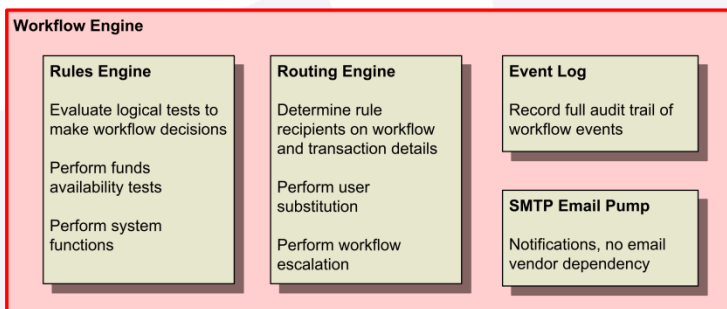 Workflow Engine
Rules Engine
Evaluate logical tests to
make workflow decisions
Perform funds
availability tests
Perform system
functions
Routing Engine
Determine rule
recipients on workflow
and transaction details
Perform user
substitution
Perform workflow
escalation
Event Log
Record full audit trail of
workflow events
SMTP Email Pump
Notifications, no email
vendor dependency